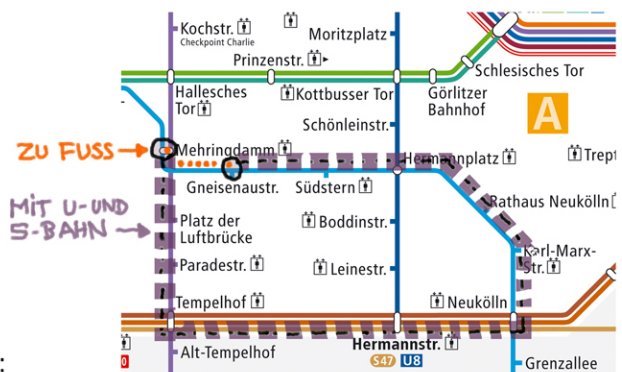 Kochstr.
Checkpoint Charlie
Moritzplatz
Prinzenstr.
Schlesisches Tor
Hallesches
Tor
Kottbusser Tor
Görlitzer
Bahnhof
A
Schönleinstr.
ZU FUSS
Mehringdamm
Hermannplatz
Gneisenaustr.
Südstern
Rathaus Neukölln
MIT U-UND
S-BAHN
Platz der
Luftbrücke
Boddinstr.
Karl-Marx-
Str.
Paradestr.
Leinestr.
Tempelhof
Neukölln
Hermannstr.
S47 U8
Alt-Tempelhof
Grenzallee
: